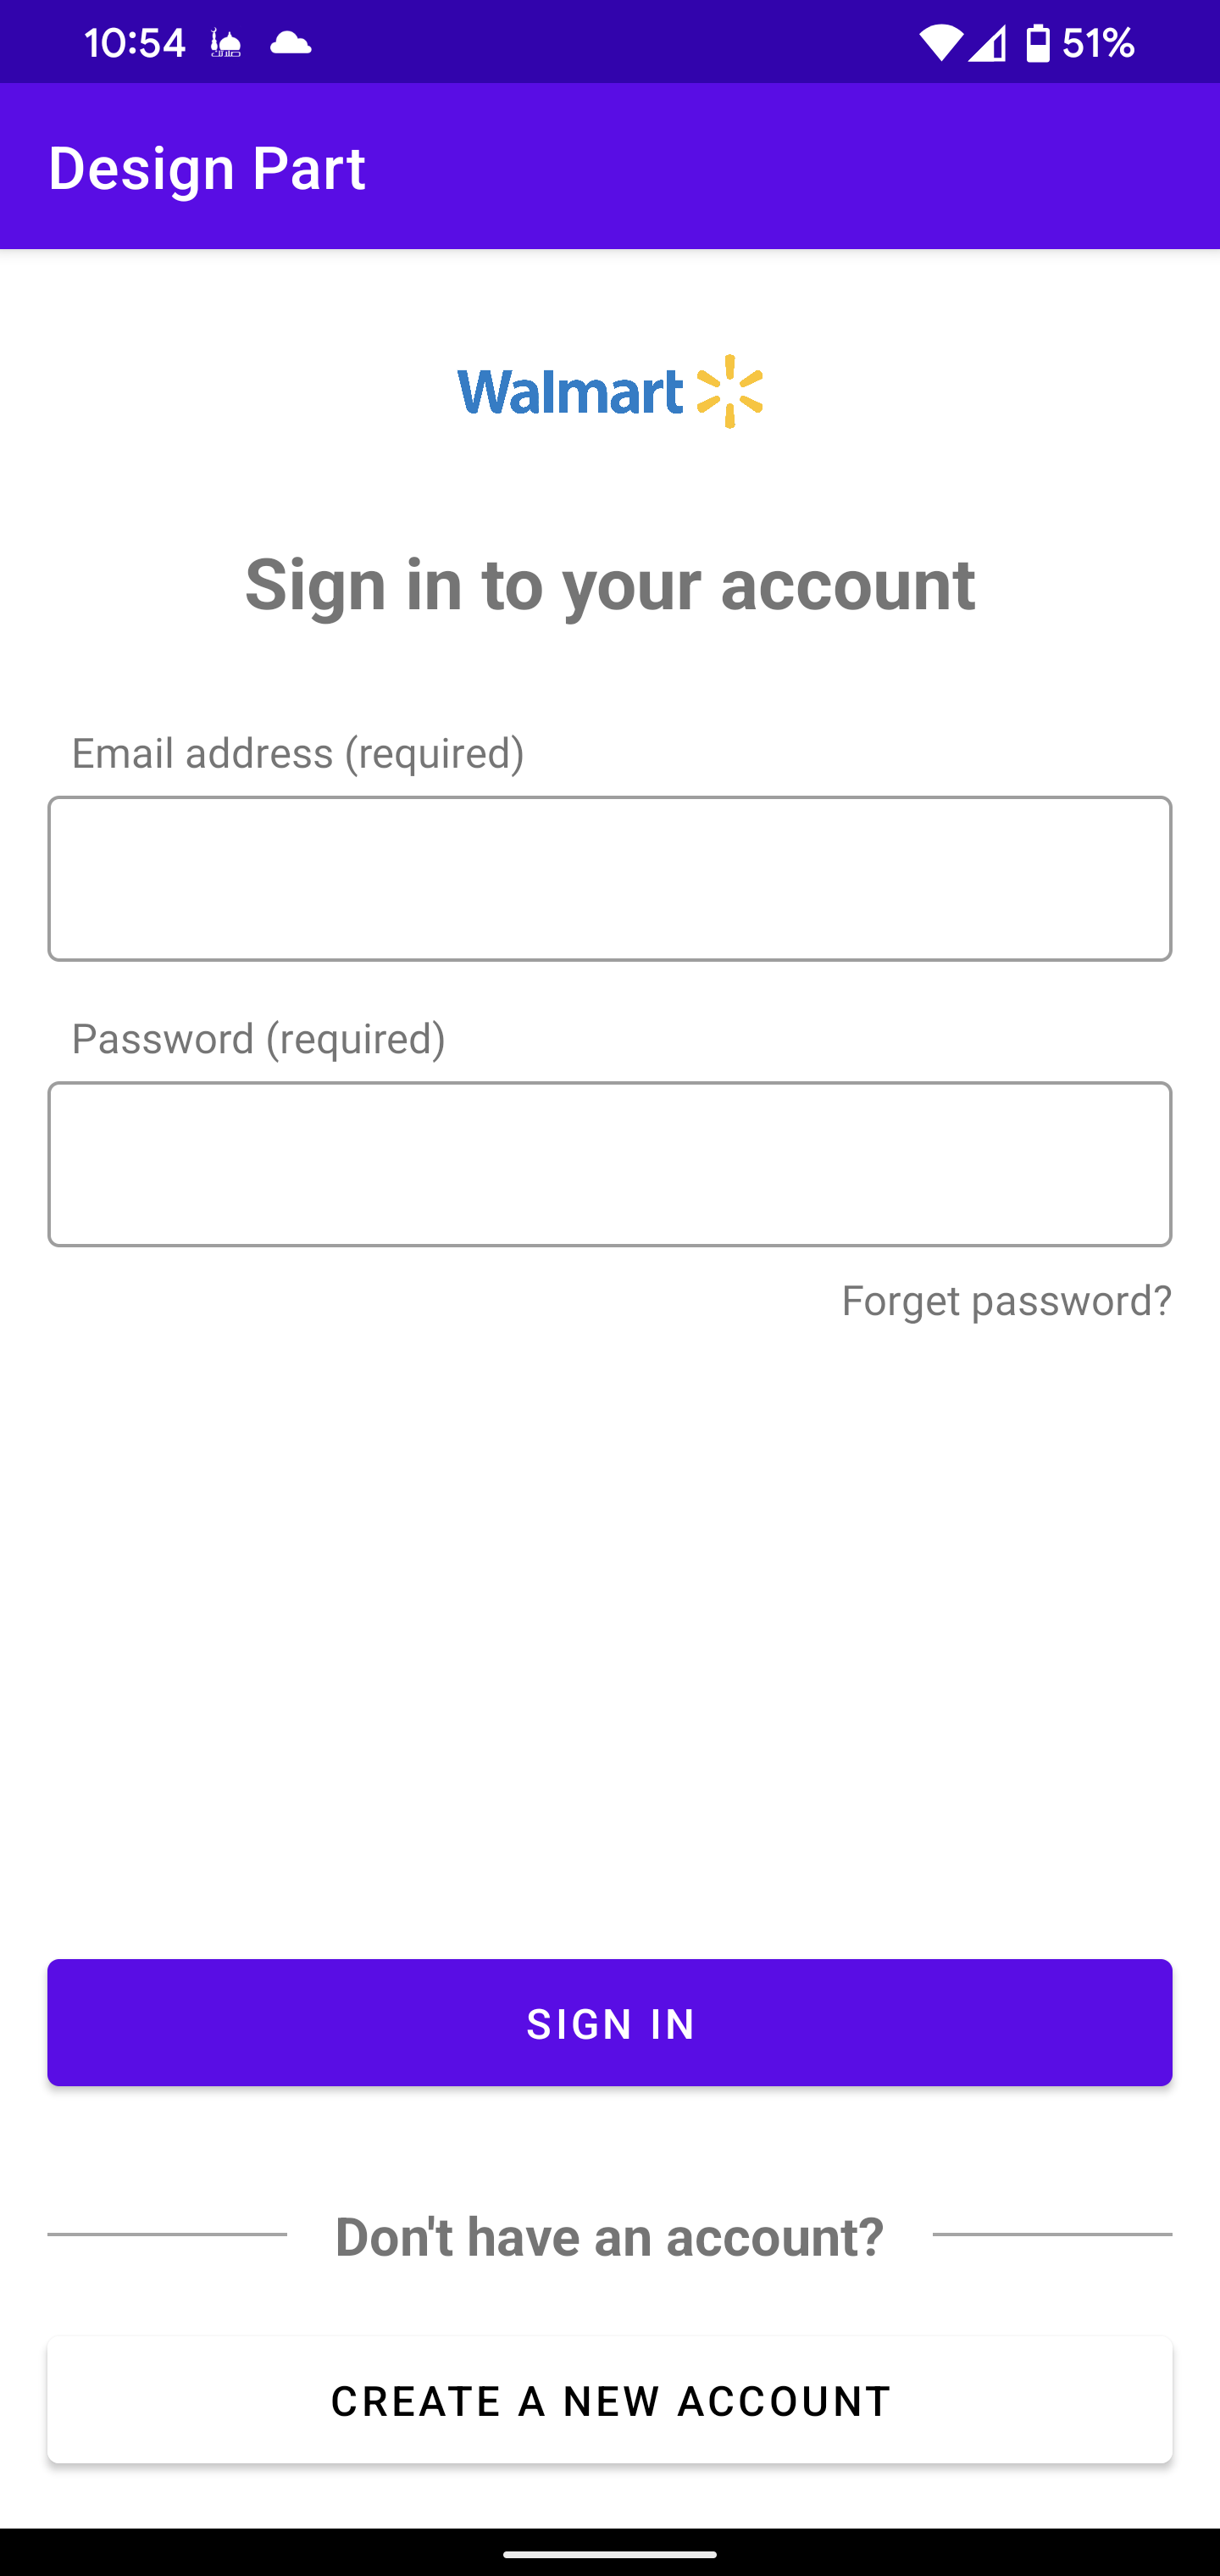 10:54 51%
Design Part
Walmart
Sign in to your account
Email address (required)
Password (required)
Forget password?
SIGN IN
Don't have an account?
CREATE A NEW ACCOUNT